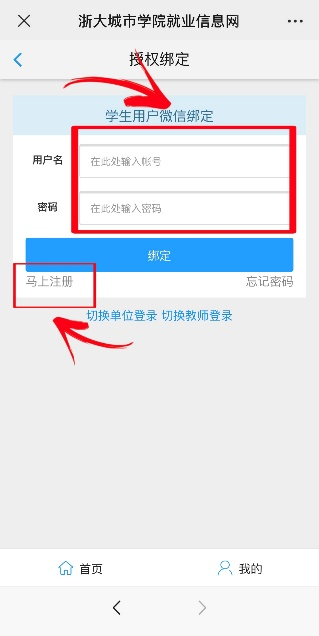 浙大城市学院就业信息网
授权绑定
学生用户微信绑定
用户名 在此处输入帐号
密码 在此处输入密码
绑定
马上注册 忘记密码
切换单位登录 切换教师登录
首页 我的